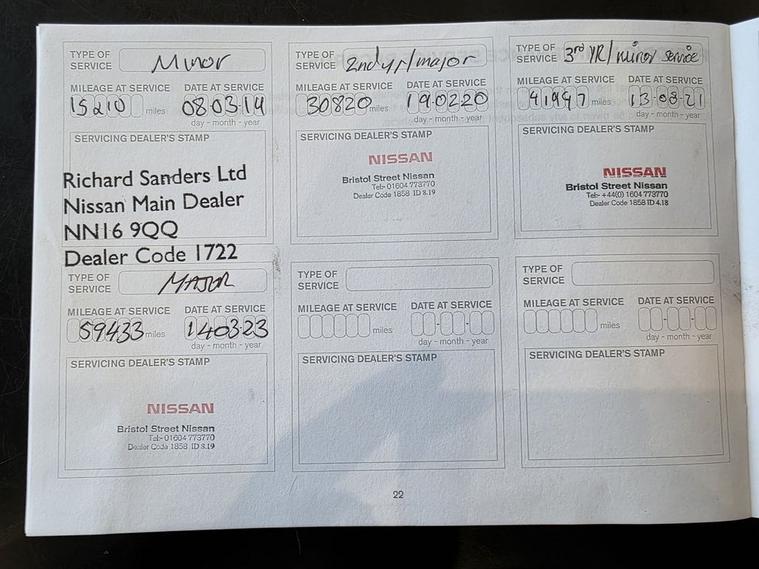 TYPE OF SERVICE Minor
MILEAGE AT SERVICE DATE AT SERVICE
15210 miles 08.03.19
day - month - year
SERVICING DEALER'S STAMP
Richard Sanders Ltd
Nissan Main Dealer
NN16 9QQ
Dealer Code 1722
TYPE OF SERVICE 2nd yr/major
MILEAGE AT SERVICE DATE AT SERVICE
30820 miles 19.02.20
day - month - year
SERVICING DEALER'S STAMP
NISSAN
Bristol Street Nissan
Tel:- 01604 773770
Dealer Code 1858 ID 8.19
TYPE OF SERVICE 3rd YR/minor service
MILEAGE AT SERVICE DATE AT SERVICE
41997 miles 13-03-21
day - month - year
SERVICING DEALER'S STAMP
NISSAN
Bristol Street Nissan
Tel:- +44(0) 1604 773770
Dealer Code 1858 ID 4.18
TYPE OF SERVICE MAJOR
MILEAGE AT SERVICE DATE AT SERVICE
59433 miles 14.03.23
day - month - year
SERVICING DEALER'S STAMP
NISSAN
Bristol Street Nissan
Tel:- 01604 773770
Dealer Code 1858 ID 8.19
TYPE OF SERVICE
MILEAGE AT SERVICE DATE AT SERVICE
miles
day - month - year
SERVICING DEALER'S STAMP
TYPE OF SERVICE
MILEAGE AT SERVICE DATE AT SERVICE
miles
day - month - year
SERVICING DEALER'S STAMP
22